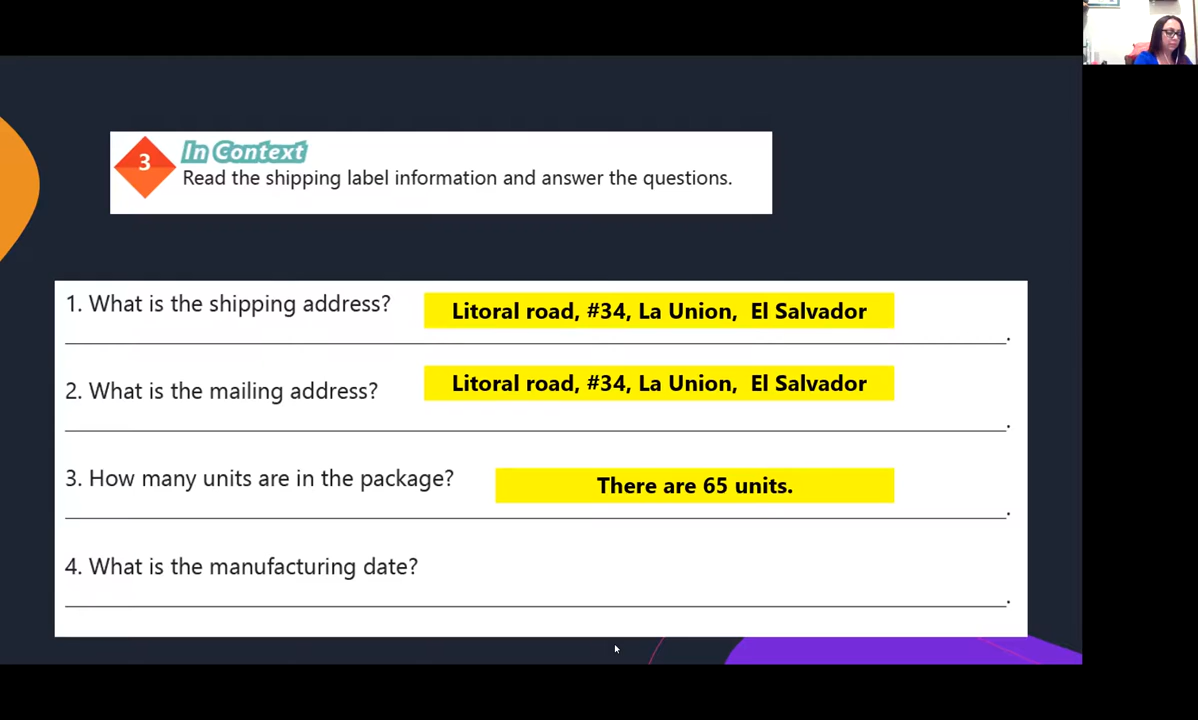 3
In Context
Read the shipping label information and answer the questions.
1. What is the shipping address?
Litoral road, #34, La Union, El Salvador
.
2. What is the mailing address?
Litoral road, #34, La Union, El Salvador
.
3. How many units are in the package?
There are 65 units.
.
4. What is the manufacturing date?
.